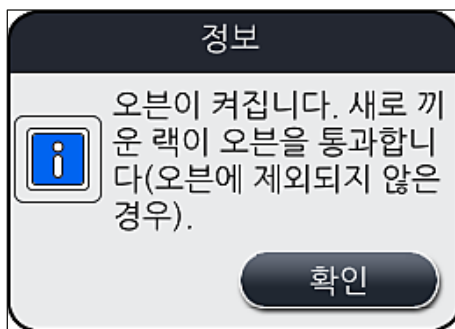 정보
오븐이 켜집니다. 새로 끼
운 랙이 오븐을 통과합니
다(오븐에 제외되지 않은
경우).
확인